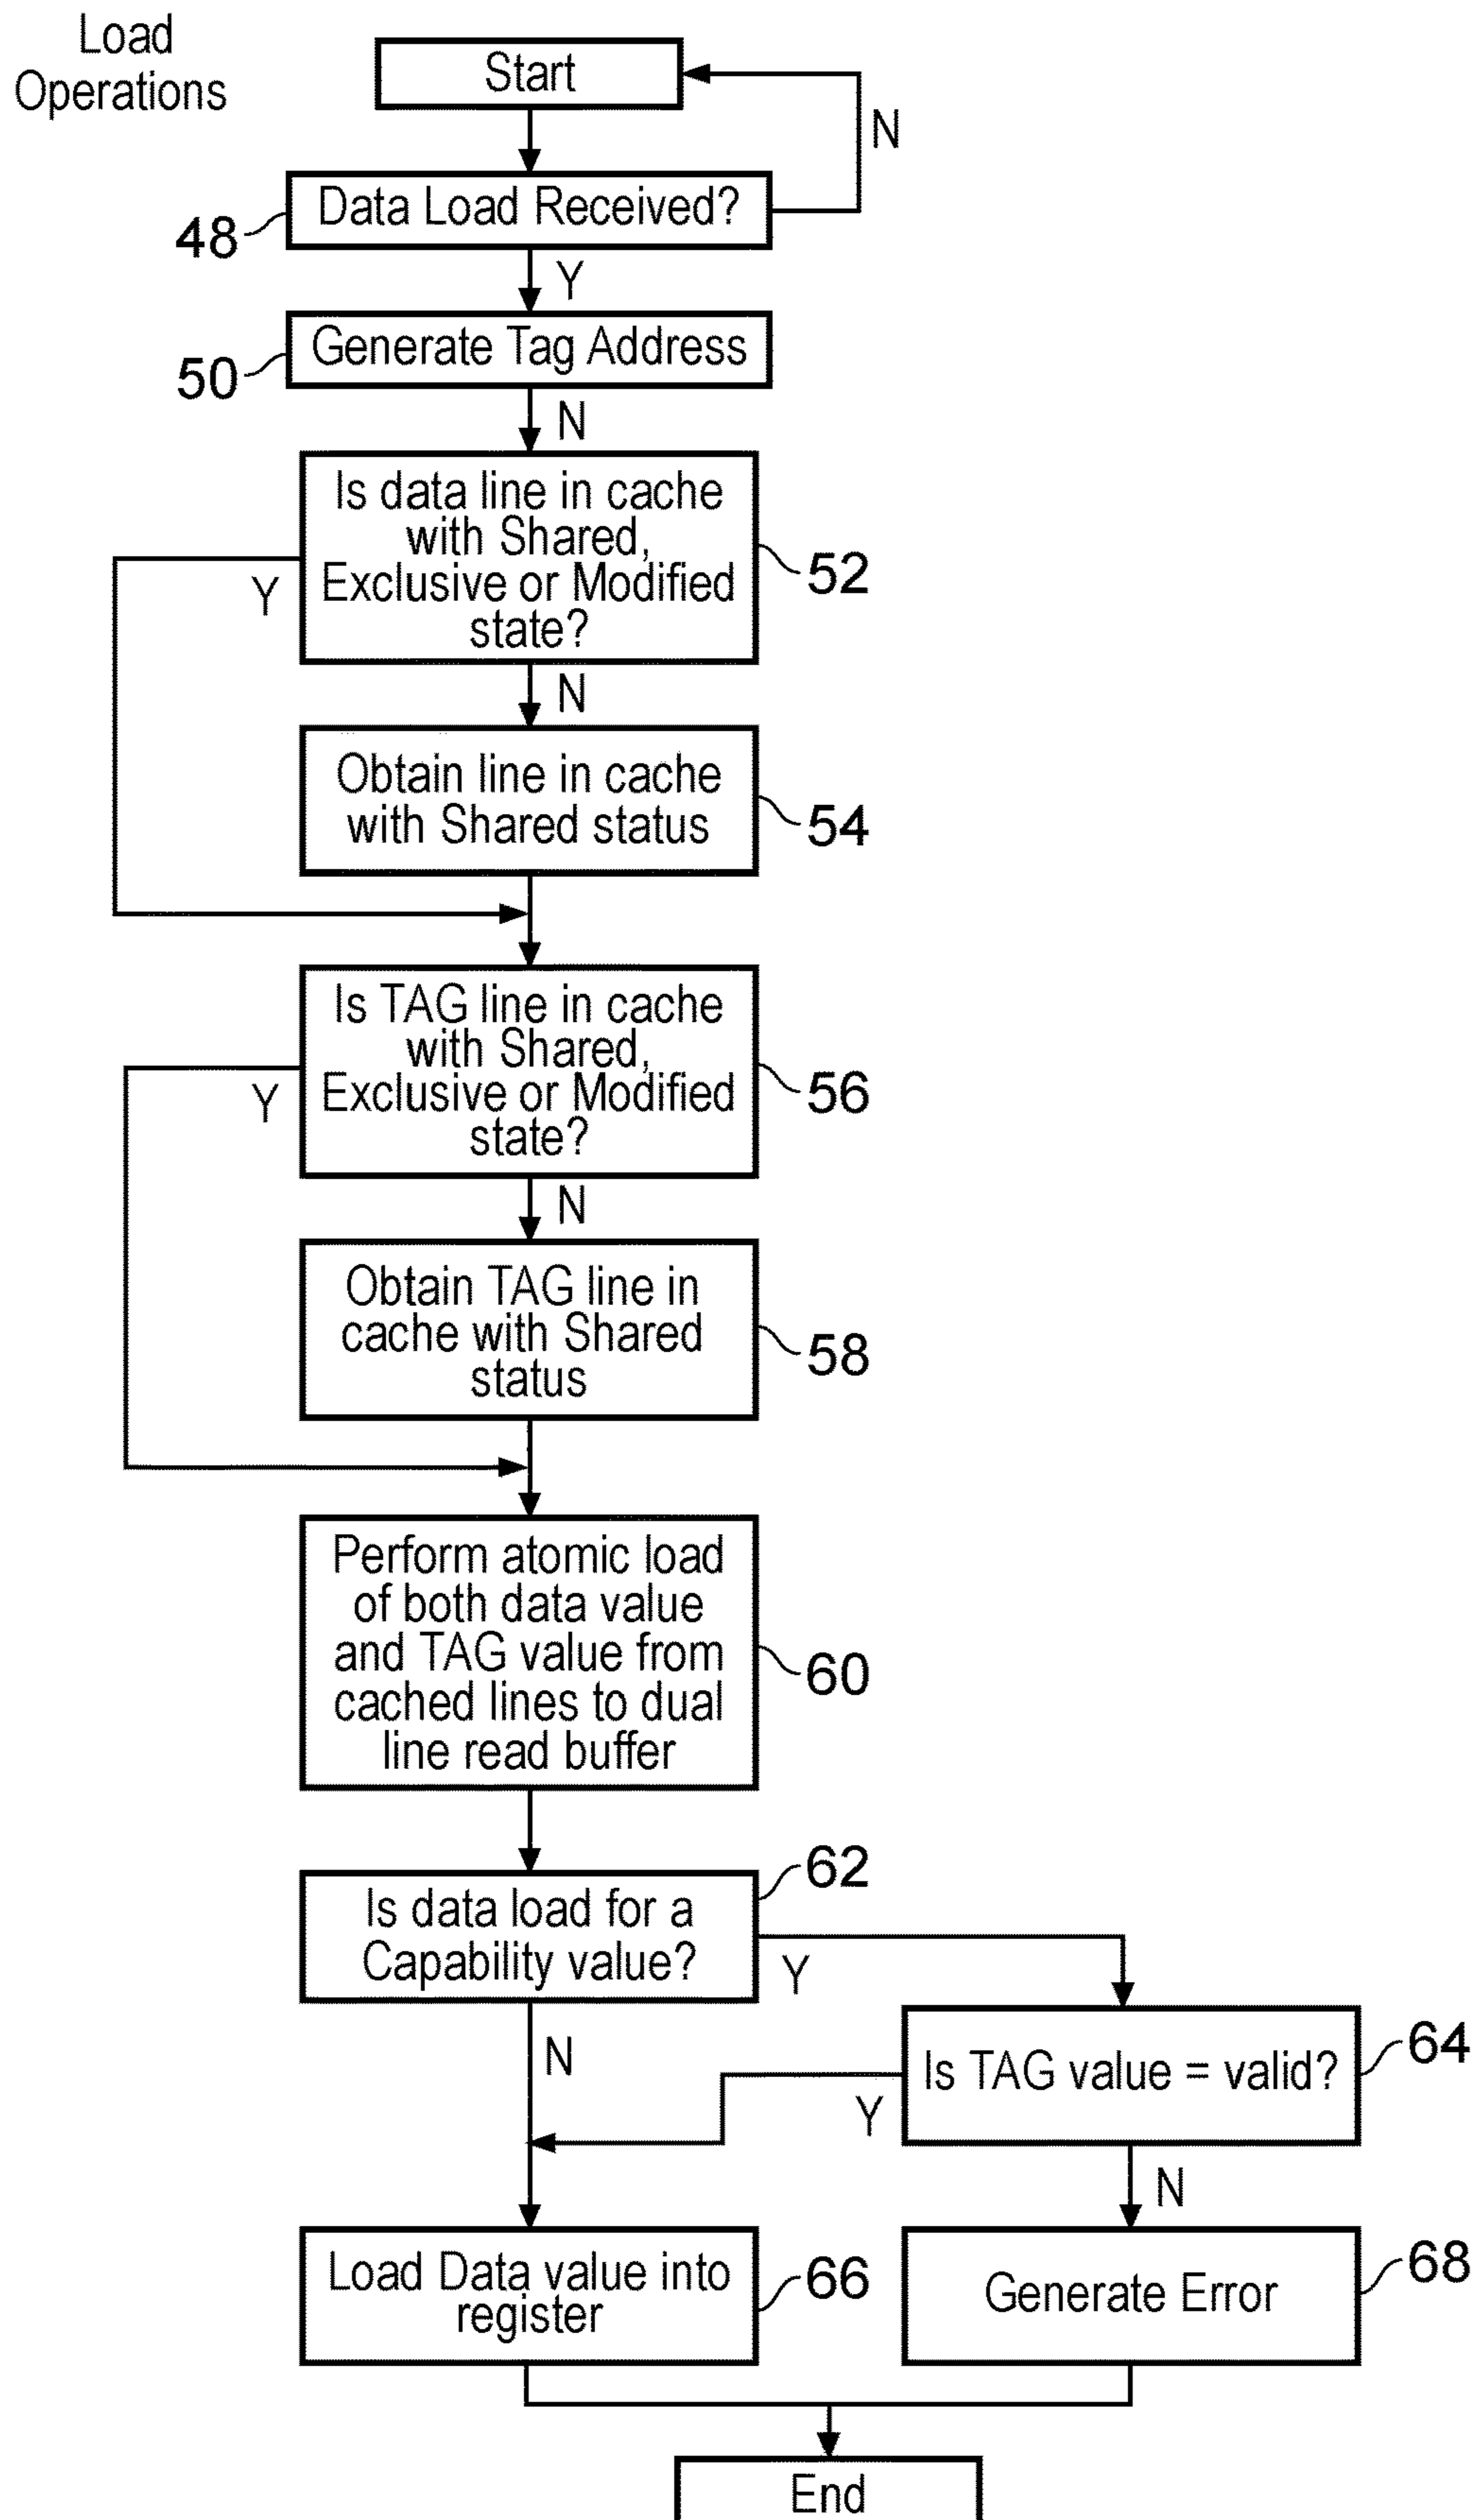 Load
Operations
Start
N
Data Load Received?
48
Y
Generate Tag Address
50
N
Is data line in cache
with Shared,
Exclusive or Modified
state?
52
Y
N
Obtain line in cache
with Shared status
54
Is TAG line in cache
with Shared,
Exclusive or Modified
state?
56
Y
N
Obtain TAG line in
cache with Shared
status
58
Perform atomic load
of both data value
and TAG value from
cached lines to dual
line read buffer
60
62
Is data load for a
Capability value?
Y
N
Is TAG value = valid?
64
Y
N
Load Data value into
register
66
Generate Error
68
End